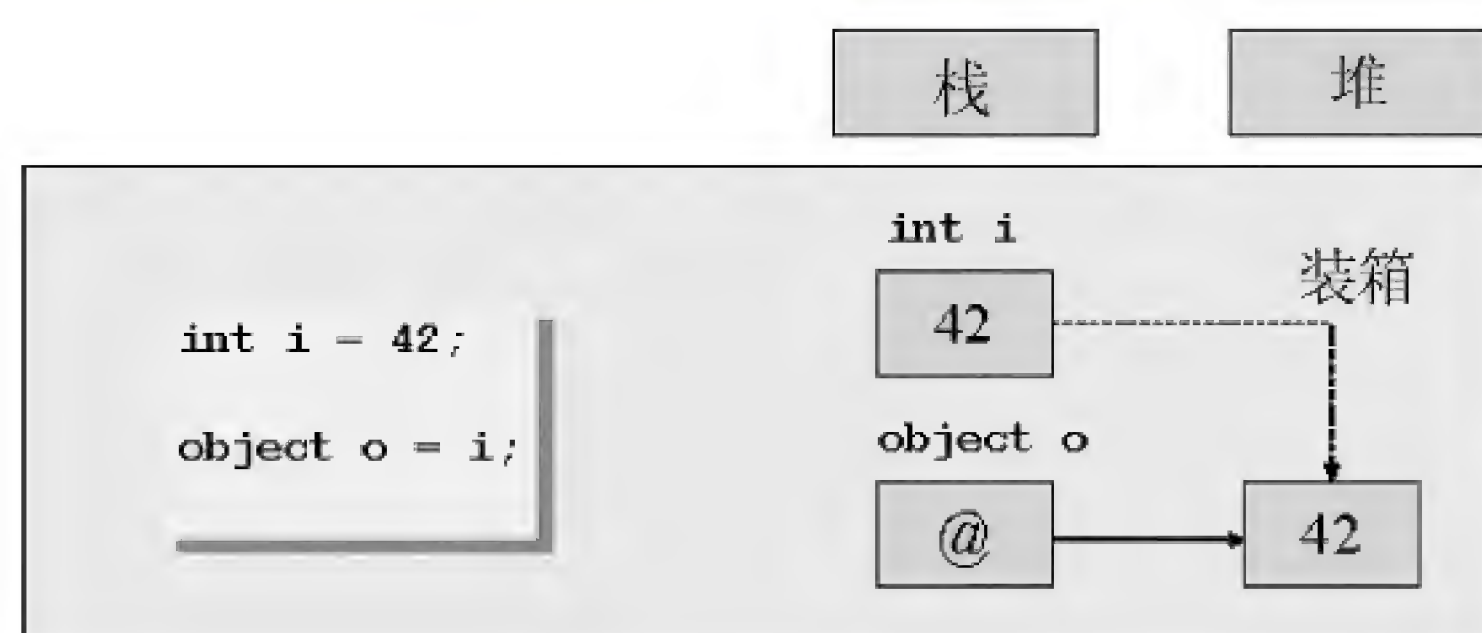 栈 堆
int i
装箱
int i = 42;
42
object o = i;
object o
@ 42